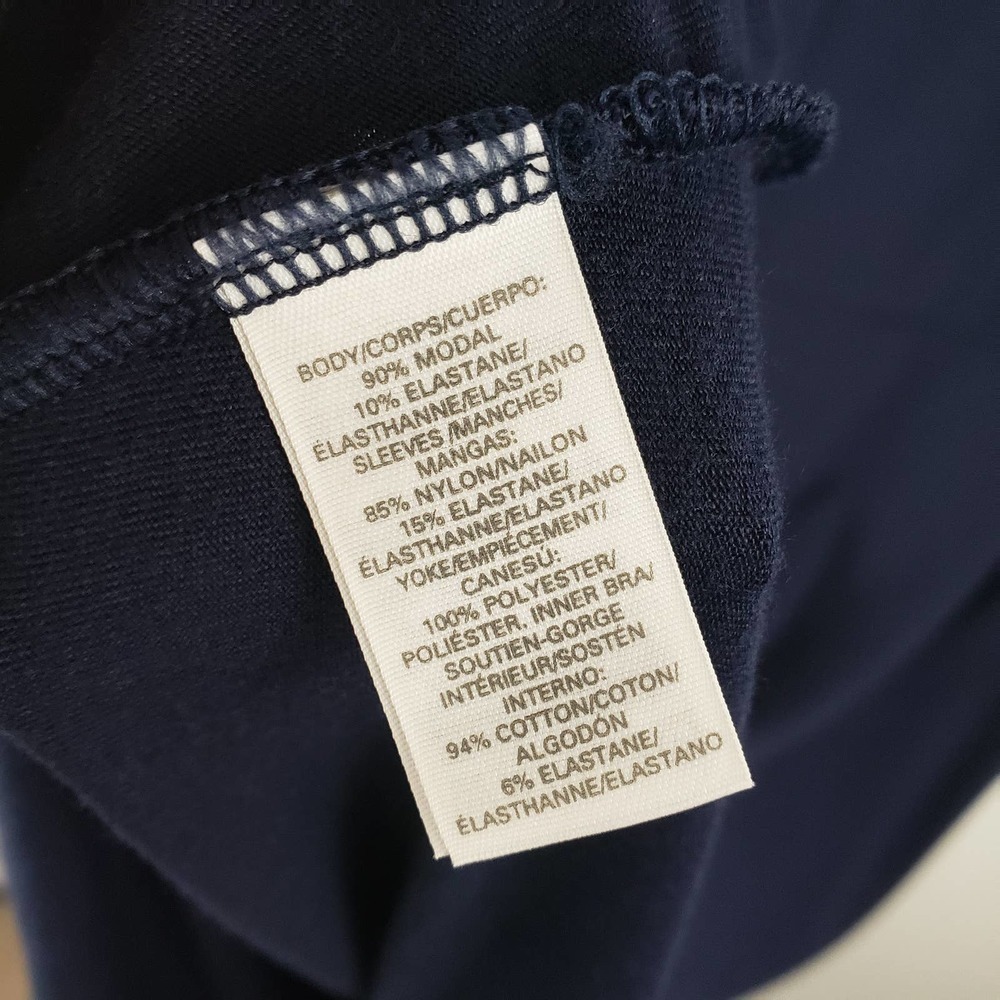 BODY/CORPS/CUERPO:
90% MODAL
10% ELASTANE/
ÉLASTHANNE/ELASTANO
SLEEVES /MANCHES/
MANGAS:
85% NYLON/NAILON
15% ELASTANE/
ÉLASTHANNE/ELASTANO
YOKE/EMPIÉCEMENT/
CANESÚ:
100% POLYESTER/
POLIÉSTER, INNER BRA/
SOUTIEN-GORGE
INTÉRIEUR/SOSTÉN
INTERNO:
94% COTTON/COTON/
ALGODÓN
6% ELASTANE/
ÉLASTHANNE/ELASTANO